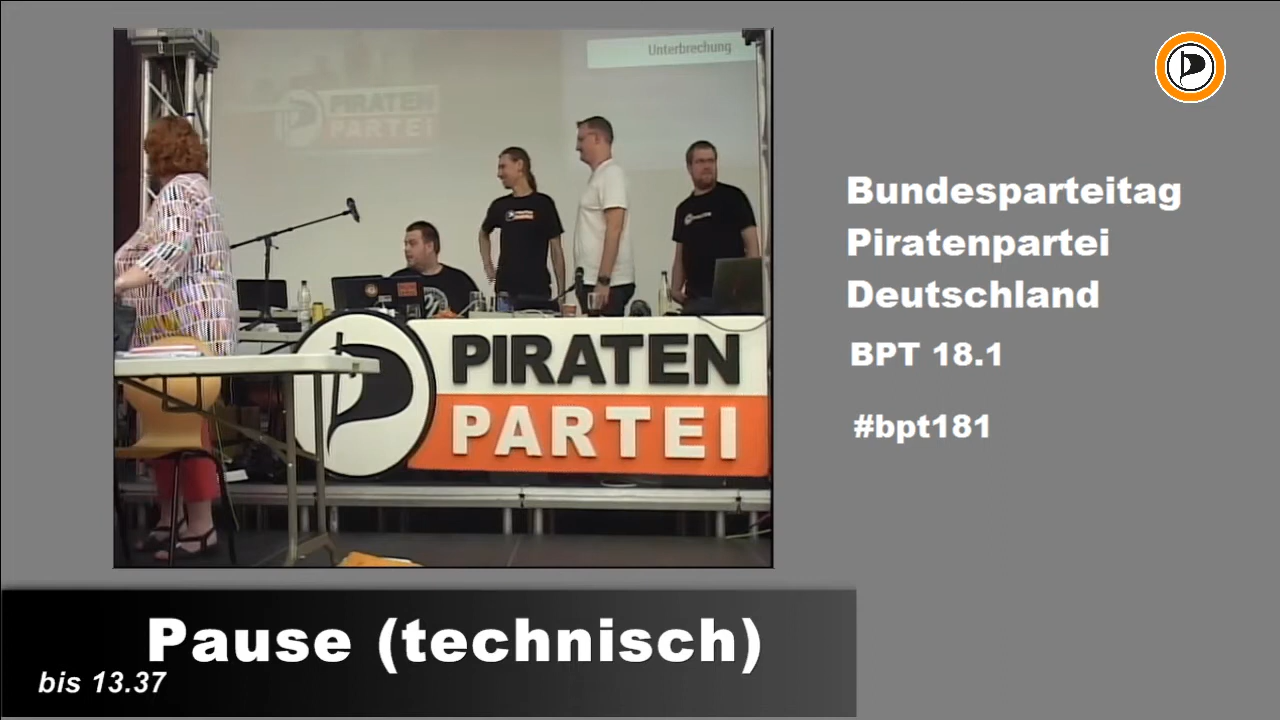 Unterbrechung
PIRATEN
PARTEI
PIRATEN
PARTEI
Bundesparteitag
Piratenpartei
Deutschland
BPT 18.1
#bpt181
Pause (technisch)
bis 13.37